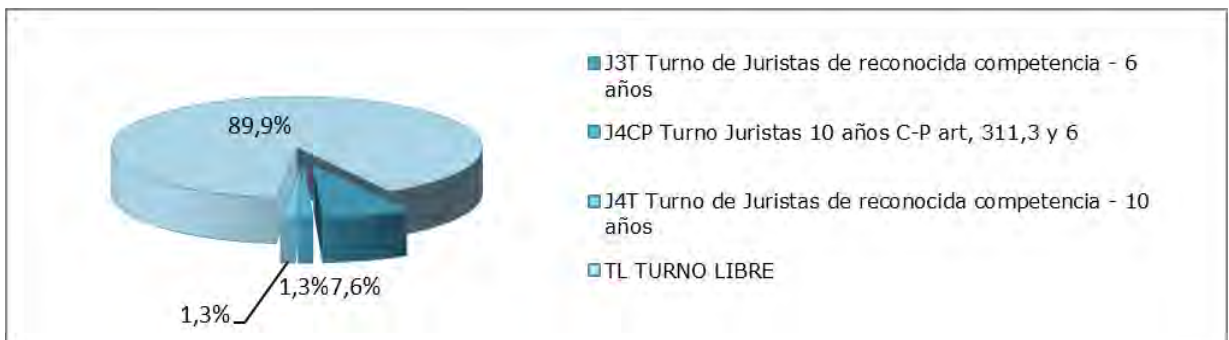 89,9%
1,3%
7,6%
1,3%
J3T Turno de Juristas de reconocida competencia - 6
años
J4CP Turno Juristas 10 años C-P art, 311,3 y 6
J4T Turno de Juristas de reconocida competencia - 10
años
TL TURNO LIBRE